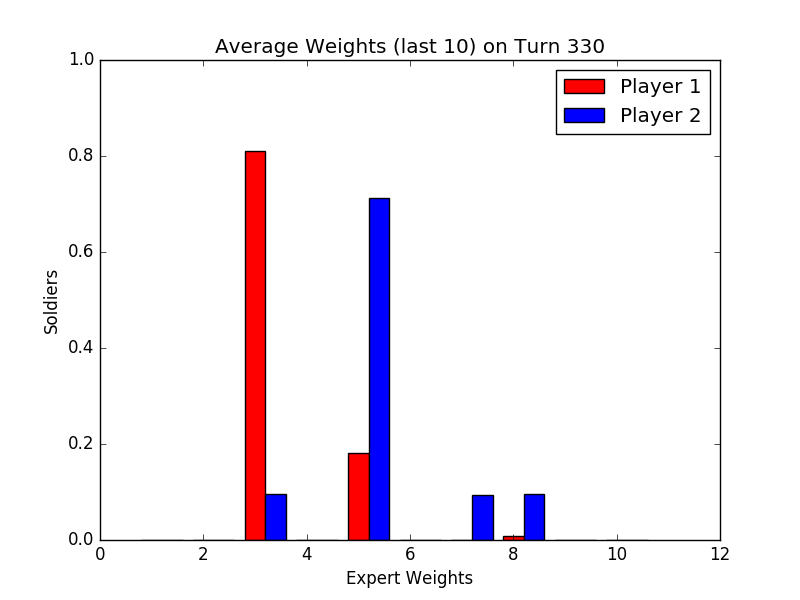 Average Weights (last 10) on Turn 330
1.0
Player 1
Player 2
0.8
0.6
Soldiers
0.4
0.2
0.0
0 2 4 6 8 10 12
Expert Weights